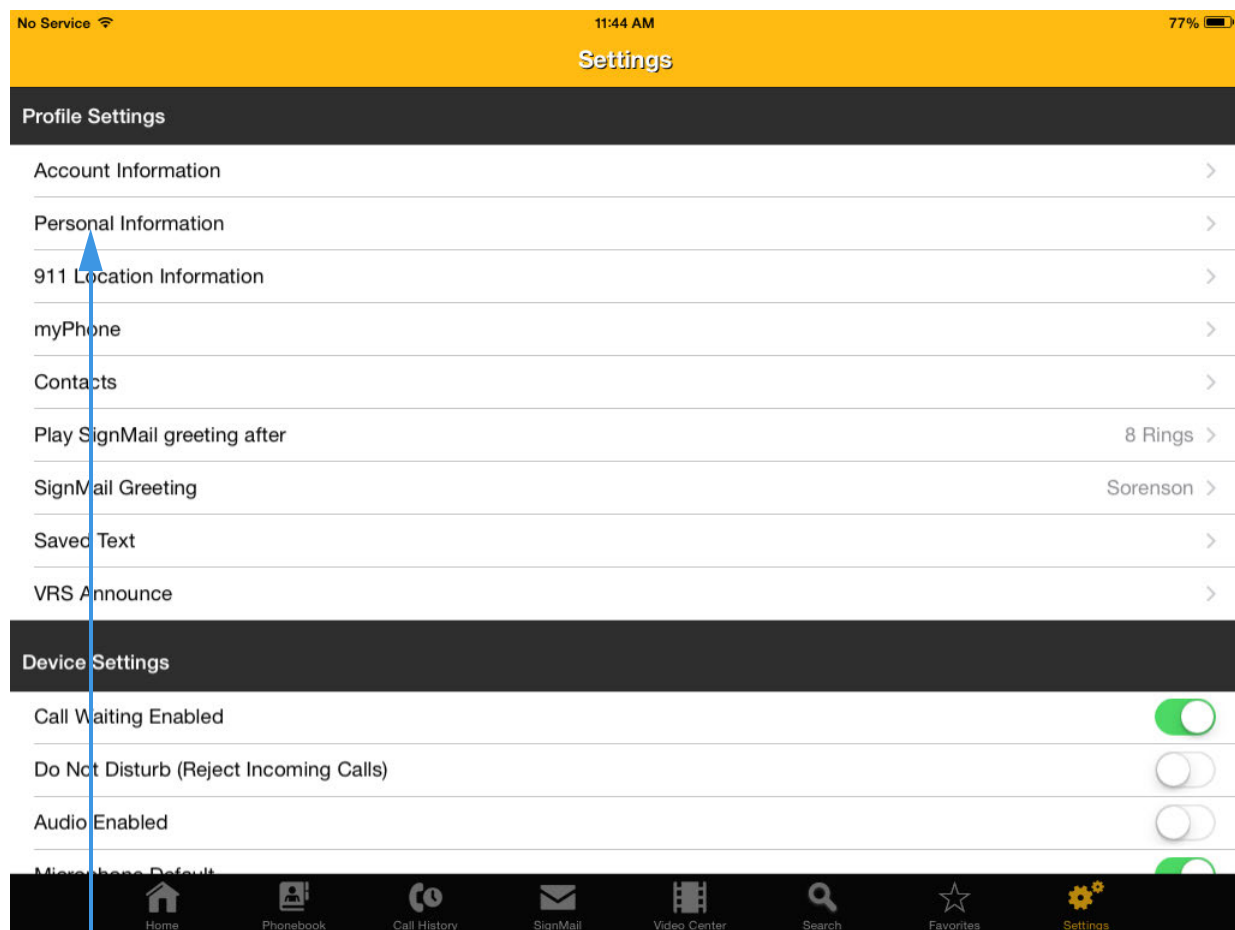 No Service 11:44 AM 77%
Settings
Profile Settings
Account Information
Personal Information
911 Location Information
myPhone
Contacts
Play SignMail greeting after 8 Rings
SignMail Greeting Sorenson
Saved Text
VRS Announce
Device Settings
Call Waiting Enabled
Do Not Disturb (Reject Incoming Calls)
Audio Enabled
Microphone Default
Home Phonebook Call History SignMail Video Center Search Favorites Settings